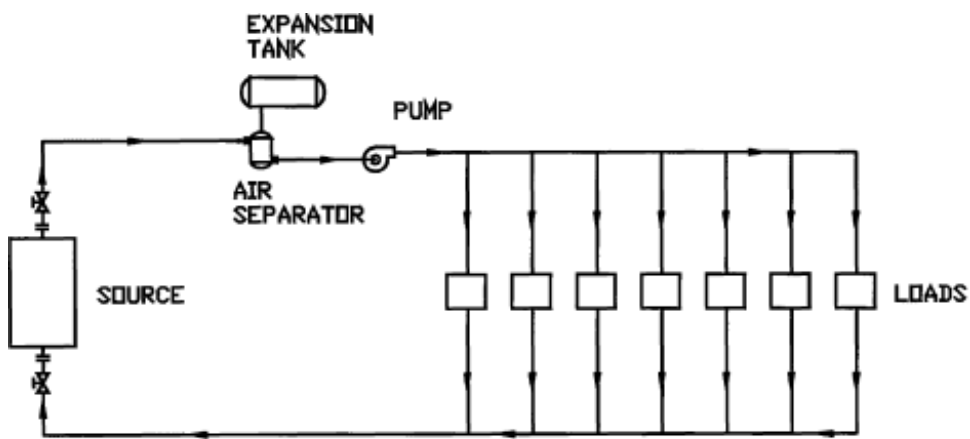 EXPANSION
TANK
PUMP
AIR
SEPARATOR
SOURCE
LOADS